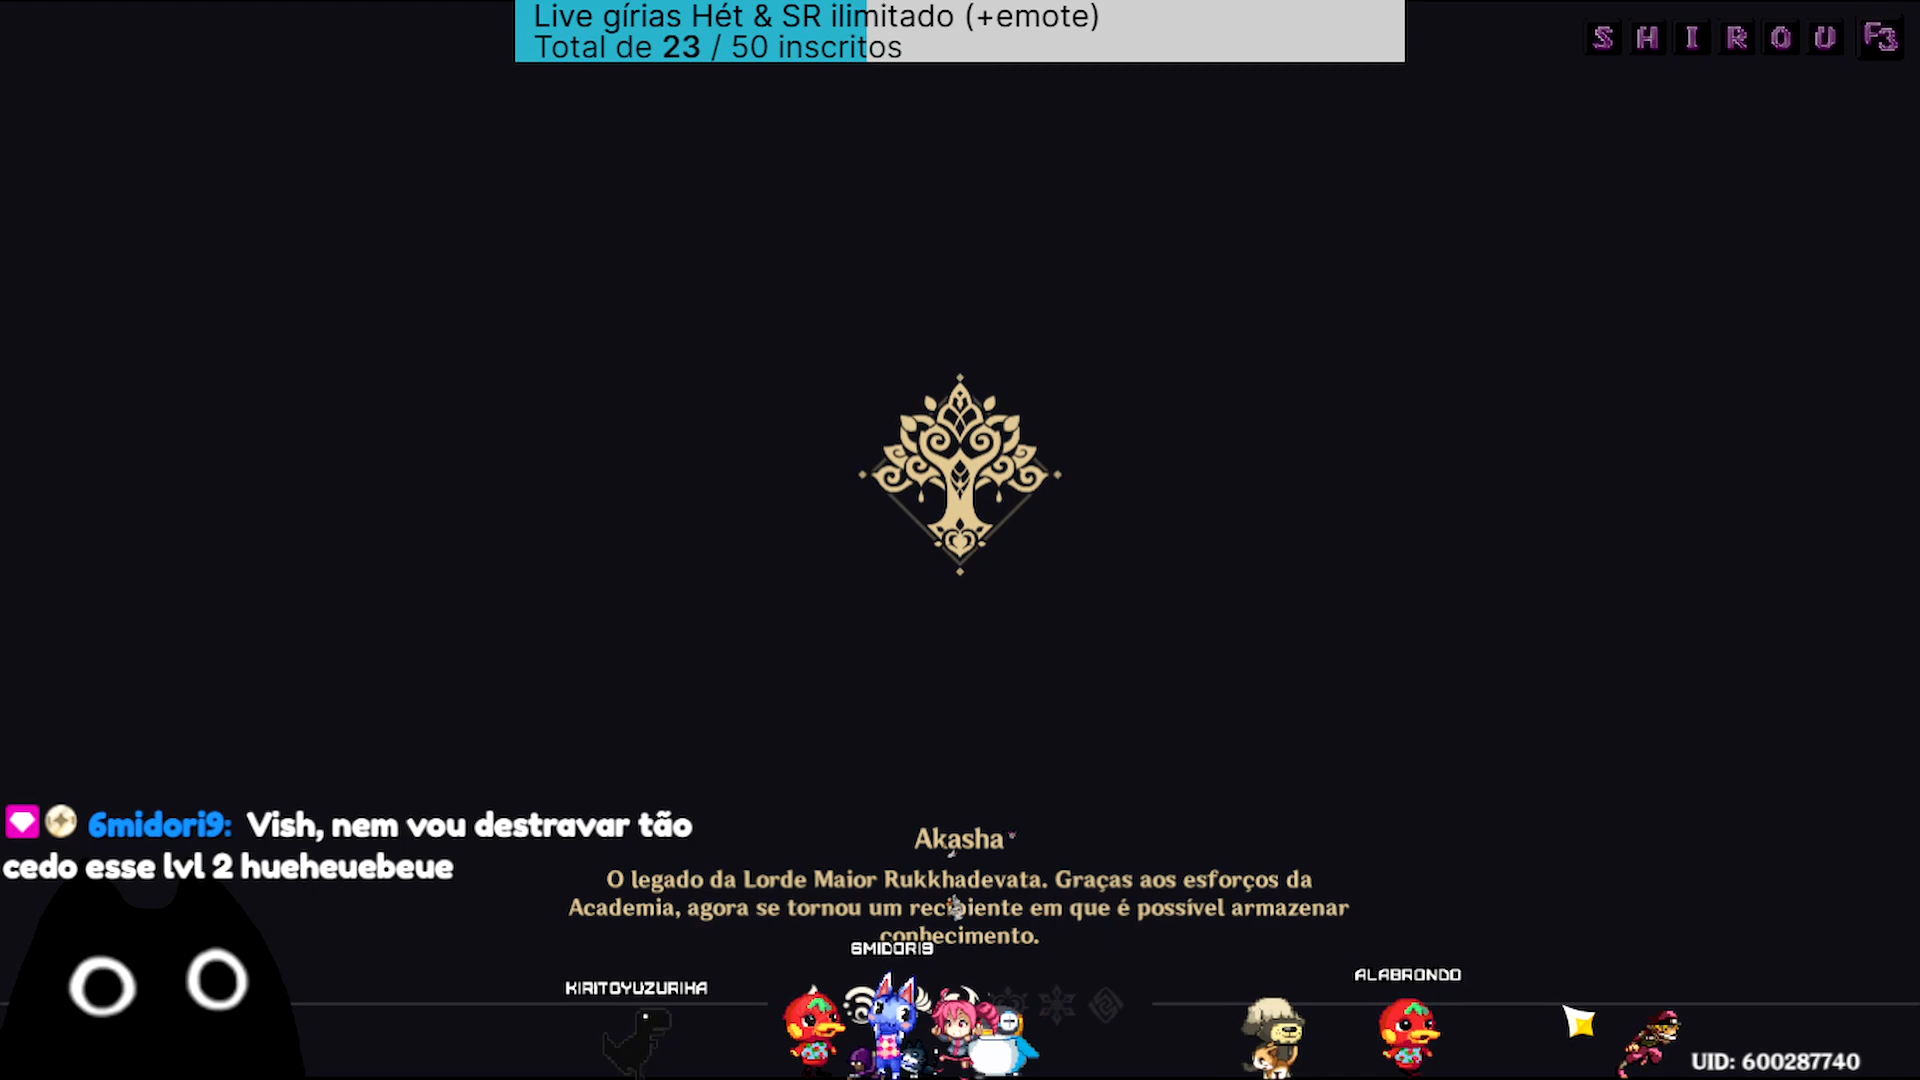 Live gírias Hét & SR ilimitado (+emote)
Total de 23 / 50 inscritos
S H I R O U F3
6midori9: Vish, nem vou destravar tão
cedo esse lvl 2 hueheuebeue
Akasha
O legado da Lorde Maior Rukkhadevata. Graças aos esforços da
Academia, agora se tornou um recipiente em que é possível armazenar
conhecimento.
6MIDORI9
KIRITOYUZURIHA
ALABRONDO
UID: 600287740